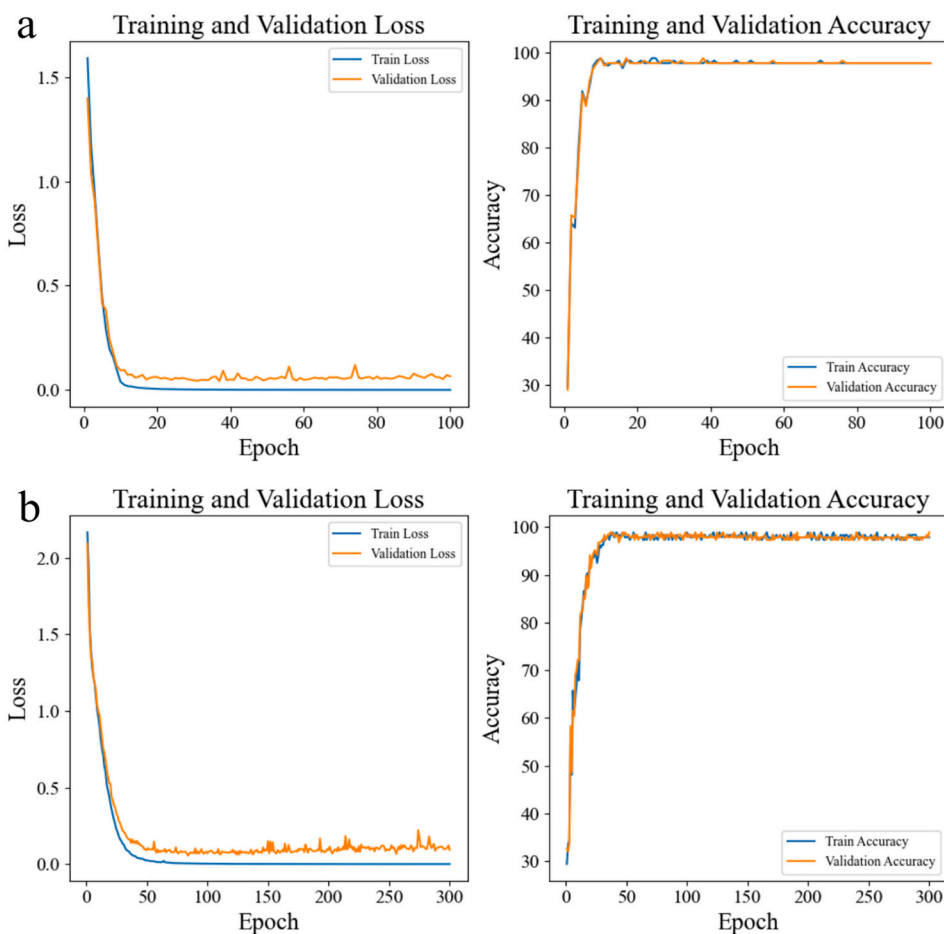 a
Training and Validation Loss
Train Loss
Validation Loss
1.5
1.0
0.5
0.0
Loss
0 20 40 60 80 100
Epoch
Training and Validation Accuracy
100
90
80
70
60
50
40
30
Accuracy
Train Accuracy
Validation Accuracy
0 20 40 60 80 100
Epoch
b
Training and Validation Loss
Train Loss
Validation Loss
2.0
1.5
1.0
0.5
0.0
Loss
0 50 100 150 200 250 300
Epoch
Training and Validation Accuracy
100
90
80
70
60
50
40
30
Accuracy
Train Accuracy
Validation Accuracy
0 50 100 150 200 250 300
Epoch